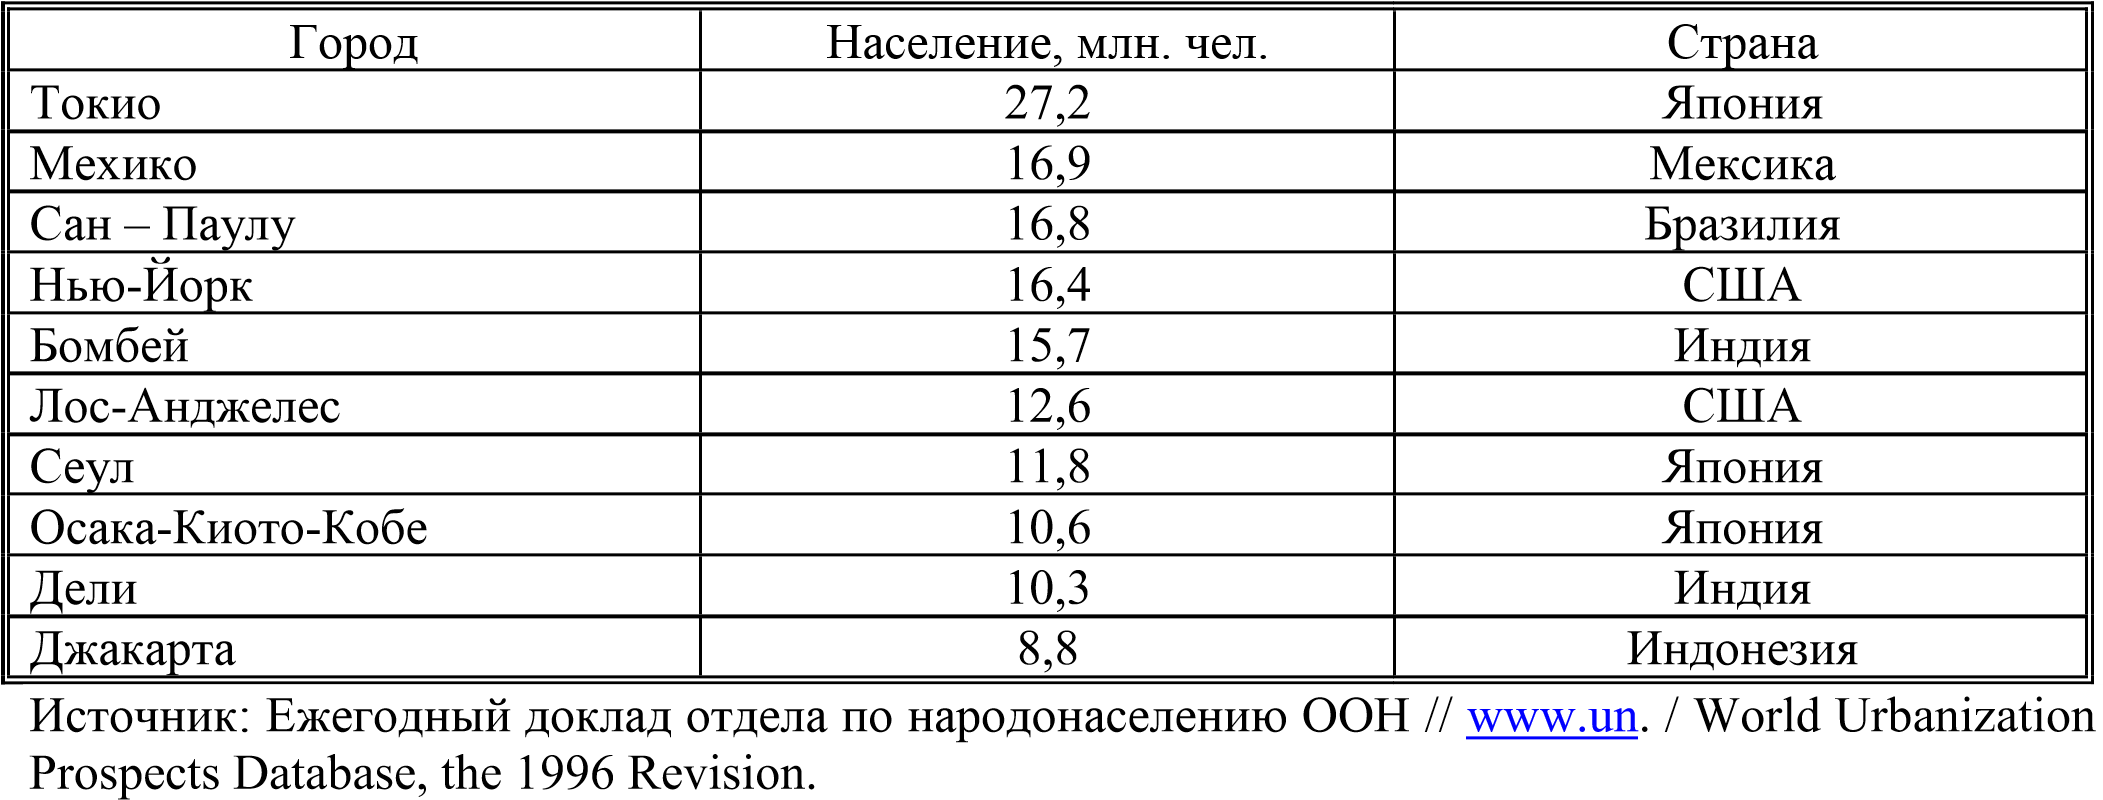 Город Население, млн. чел. Страна
Токио 27,2 Япония
Мехико 16,9 Мексика
Сан – Паулу 16,8 Бразилия
Нью-Йорк 16,4 США
Бомбей 15,7 Индия
Лос-Анджелес 12,6 США
Сеул 11,8 Япония
Осака-Киото-Кобе 10,6 Япония
Дели 10,3 Индия
Джакарта 8,8 Индонезия
Источник: Ежегодный доклад отдела по народонаселению ООН // www.un. / World Urbanization
Prospects Database, the 1996 Revision.